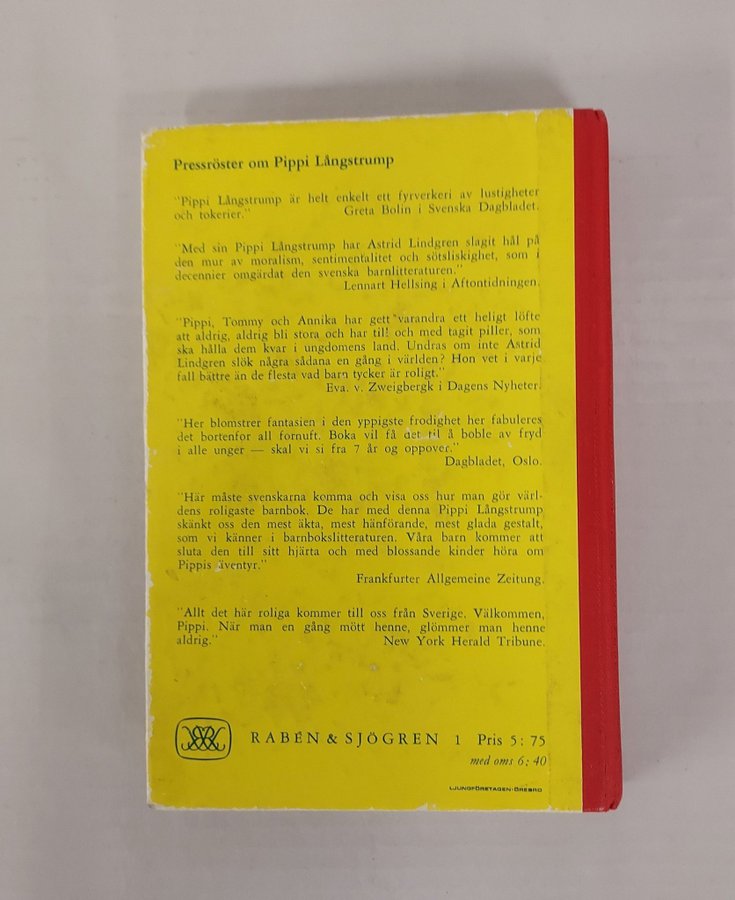 Pressröster om Pippi Långstrump
"Pippi Långstrump är helt enkelt ett fyrverkeri av lustigheter
och tokerier." Greta Bolin i Svenska Dagbladet.
"Med sin Pippi Långstrump har Astrid Lindgren slagit hål på
den mur av moralism, sentimentalitet och sötsliskighet, som i
decennier omgärdat den svenska barnlitteraturen."
Lennart Hellsing i Aftontidningen.
"Pippi, Tommy och Annika har gett varandra ett heligt löfte
att aldrig, aldrig bli stora och har till och med tagit piller, som
ska hålla dem kvar i ungdomens land. Undras om inte Astrid
Lindgren slök några sådana en gång i världen? Hon vet i varje
fall bättre än de flesta vad barn tycker är roligt."
Eva. v. Zweigbergk i Dagens Nyheter.
"Her blomstrer fantasien i den yppigste frodighet her fabuleres
det bortenfor all fornuft. Boka vil få det til å boble av fryd
i alle unger — skal vi si fra 7 år og oppover."
Dagbladet, Oslo.
"Här måste svenskarna komma och visa oss hur man gör värl-
dens roligaste barnbok. De har med denna Pippi Långstrump
skänkt oss den mest äkta, mest hänförande, mest glada gestalt,
som vi känner i barnbokslitteraturen. Våra barn kommer att
sluta den till sitt hjärta och med blossande kinder höra om
Pippis äventyr."
Frankfurter Allgemeine Zeitung.
"Allt det här roliga kommer till oss från Sverige. Välkommen,
Pippi. När man en gång mött henne, glömmer man henne
aldrig." New York Herald Tribune.
RABÉN & SJÖGREN 1 Pris 5: 75
med oms 6: 40
LJUNGFÖRETAGEN·ÖREBRO